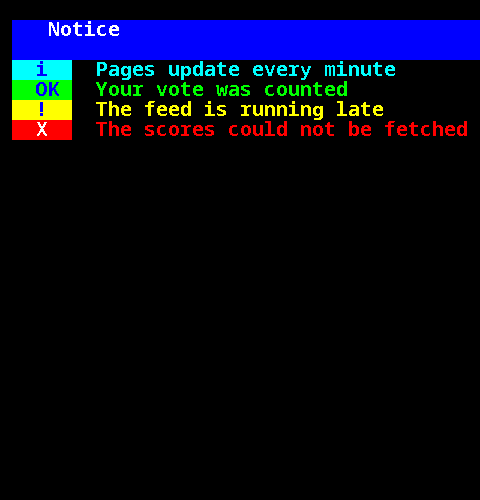 Notice
i Pages update every minute
OK Your vote was counted
! The feed is running late
X The scores could not be fetched